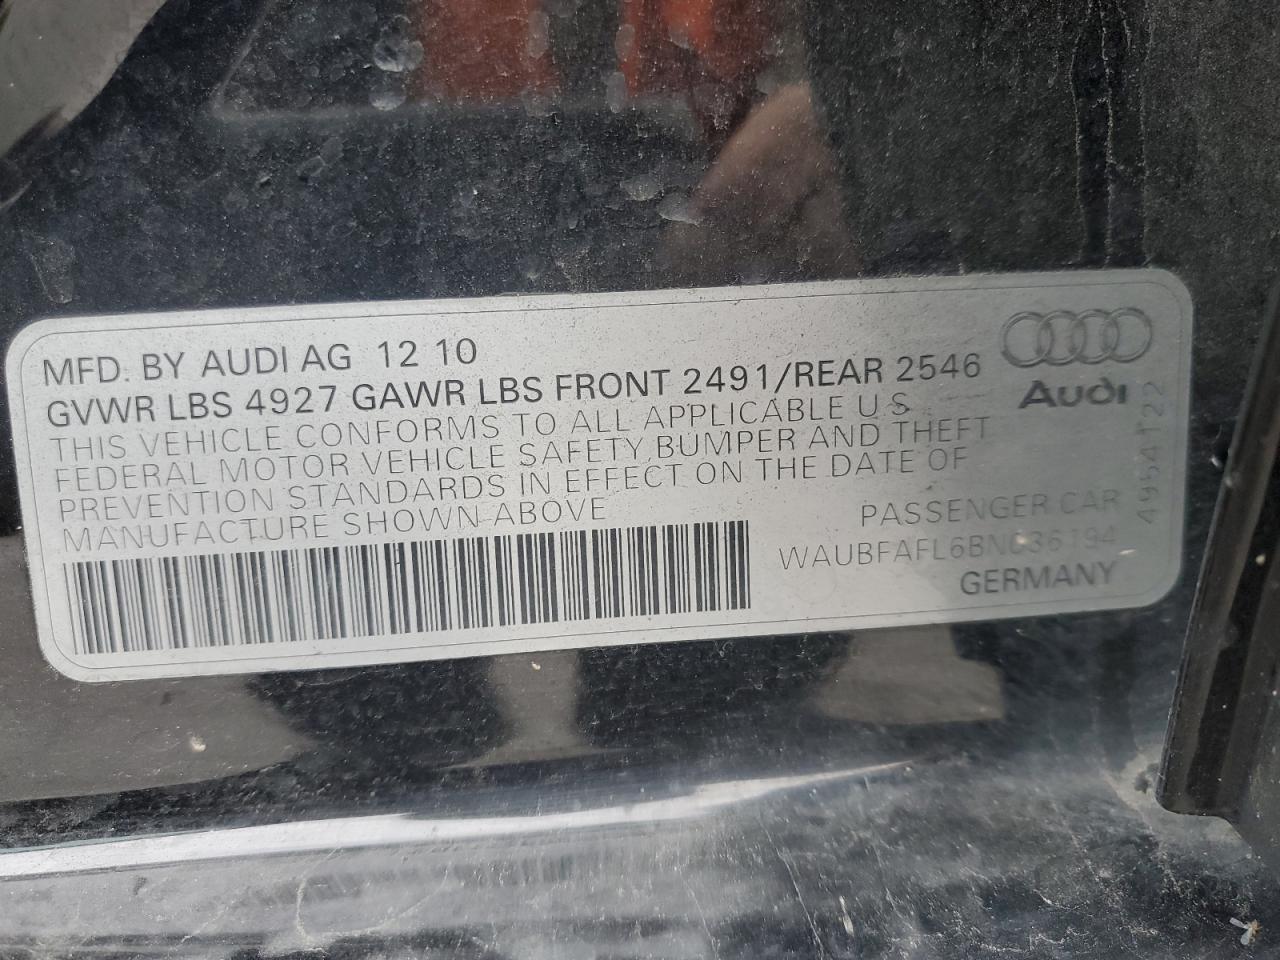 MFD. BY AUDI AG 12 10
GVWR LBS 4927 GAWR LBS FRONT 2491/REAR 2546
THIS VEHICLE CONFORMS TO ALL APPLICABLE U.S.
FEDERAL MOTOR VEHICLE SAFETY BUMPER AND THEFT
PREVENTION STANDARDS IN EFFECT ON THE DATE OF
MANUFACTURE SHOWN ABOVE
Audi
PASSENGER CAR
WAUBFAFL6BN036194
GERMANY
4954T22